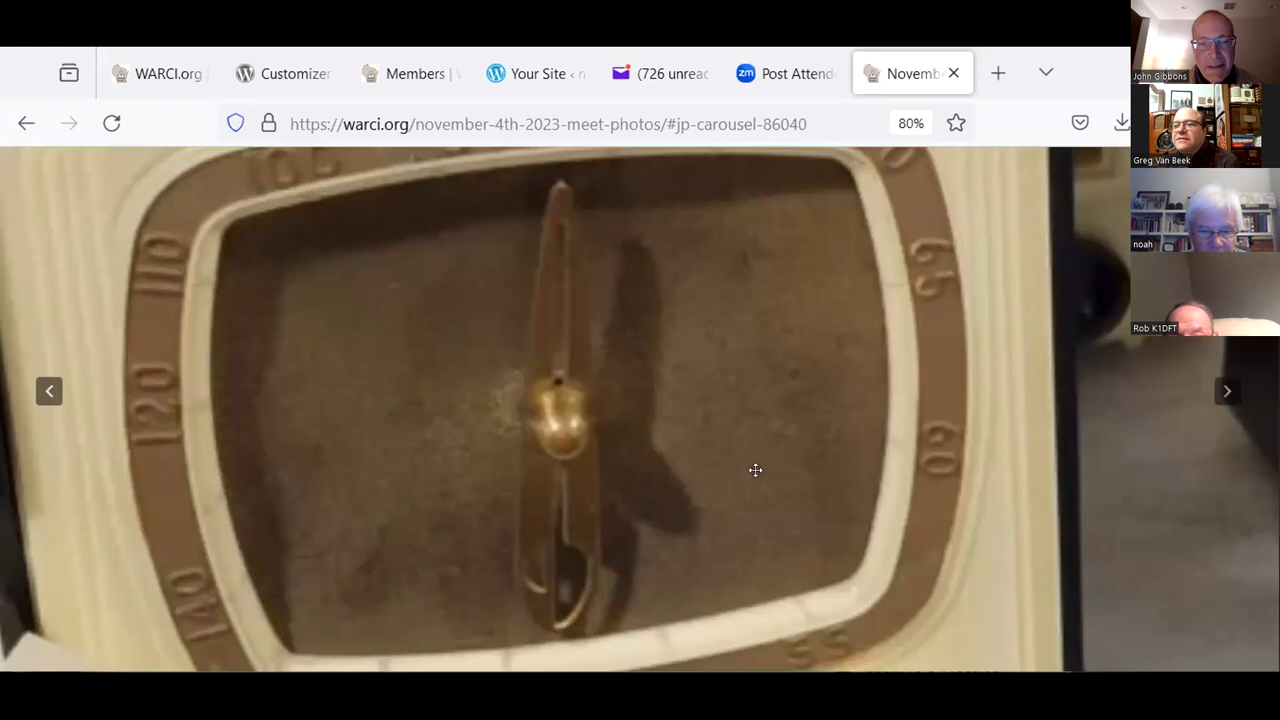 WARCI.org
Customizer
Members |
Your Site ‹ n
(726 unrea
zm
Post Attend
Novemb
https://warci.org/november-4th-2023-meet-photos/#jp-carousel-86040
80%
John Gibbons
Greg Van Beek
noah
Rob K1DFT
110
65
120
60
140
55